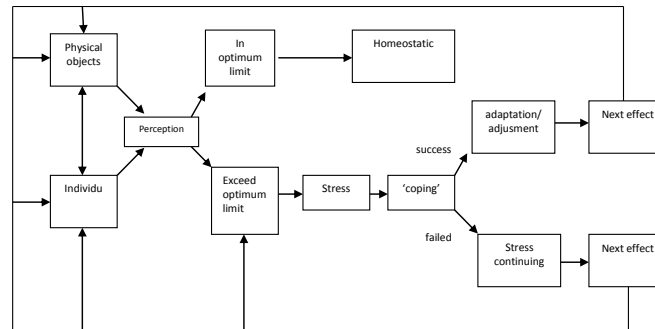 Physical
objects
In
optimum
limit
Homeostatic
Perception
adaptation/
adjusment
Next effect
success
Individu
Exceed
optimum
limit
Stress
‘coping’
failed
Stress
continuing
Next effect